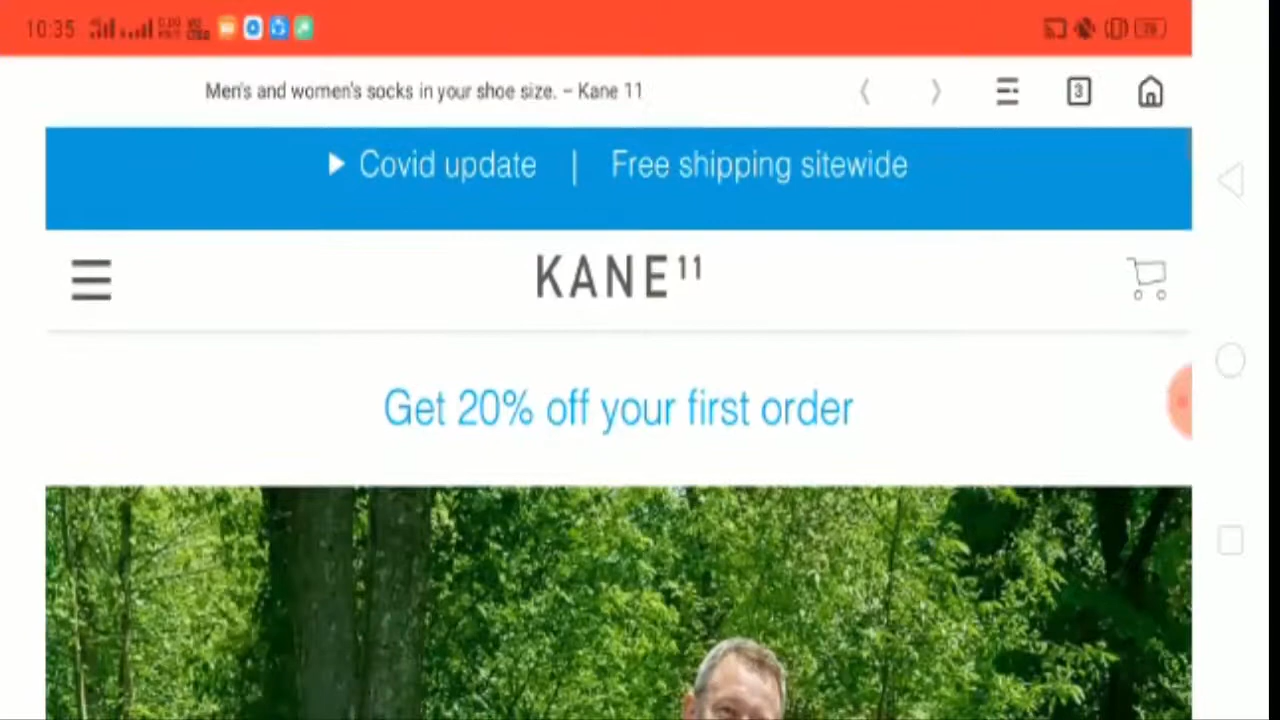 10:35
Men's and women's socks in your shoe size. – Kane 11
3
Covid update | Free shipping sitewide
KANE11
Get 20% off your first order